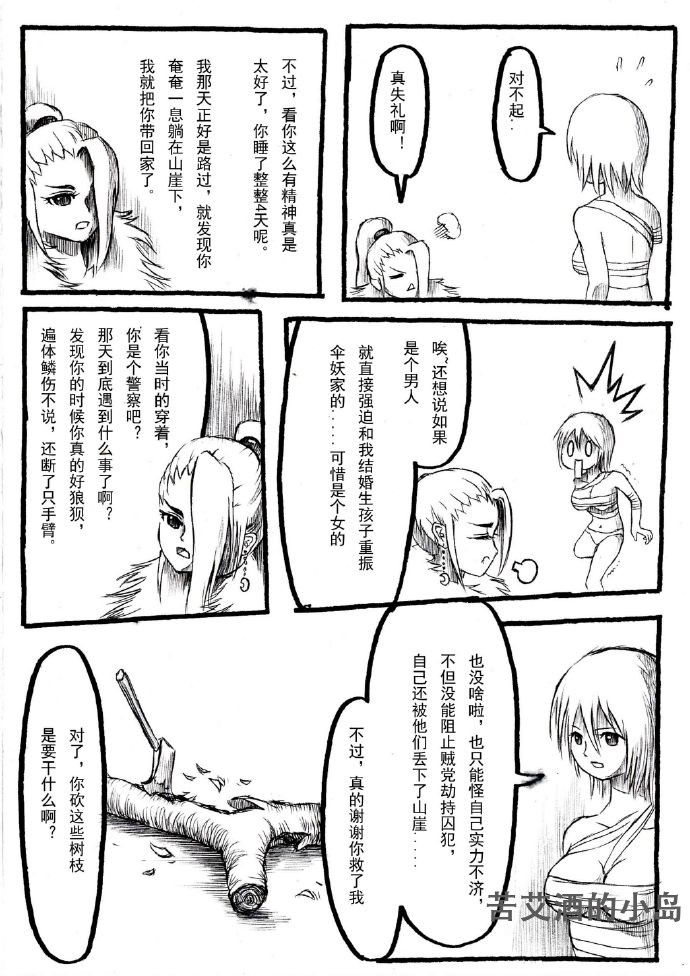 对不起..
真失礼啊！
不过，看你这么有精神真是
太好了，你睡了整整4天呢。
我那天正好是路过，就发现你
奄奄一息躺在山崖下，
我就把你带回家了。
唉~还想说如果
是个男人
就直接强迫和我结婚生孩子重振
伞妖家的....可惜是个女的
看你当时的穿着，
你是个警察吧？
那天到底遇到什么事了啊？
发现你的时候你真的好狼狈，
遍体鳞伤不说，还断了只手臂。
也没啥啦，也只能怪自己实力不济，
不但没能阻止贼党劫持囚犯，
自己还被他们丢下了山崖.....
不过，真的谢谢你救了我
对了，你砍这些树枝
是要干什么啊？
苦艾酒的小岛